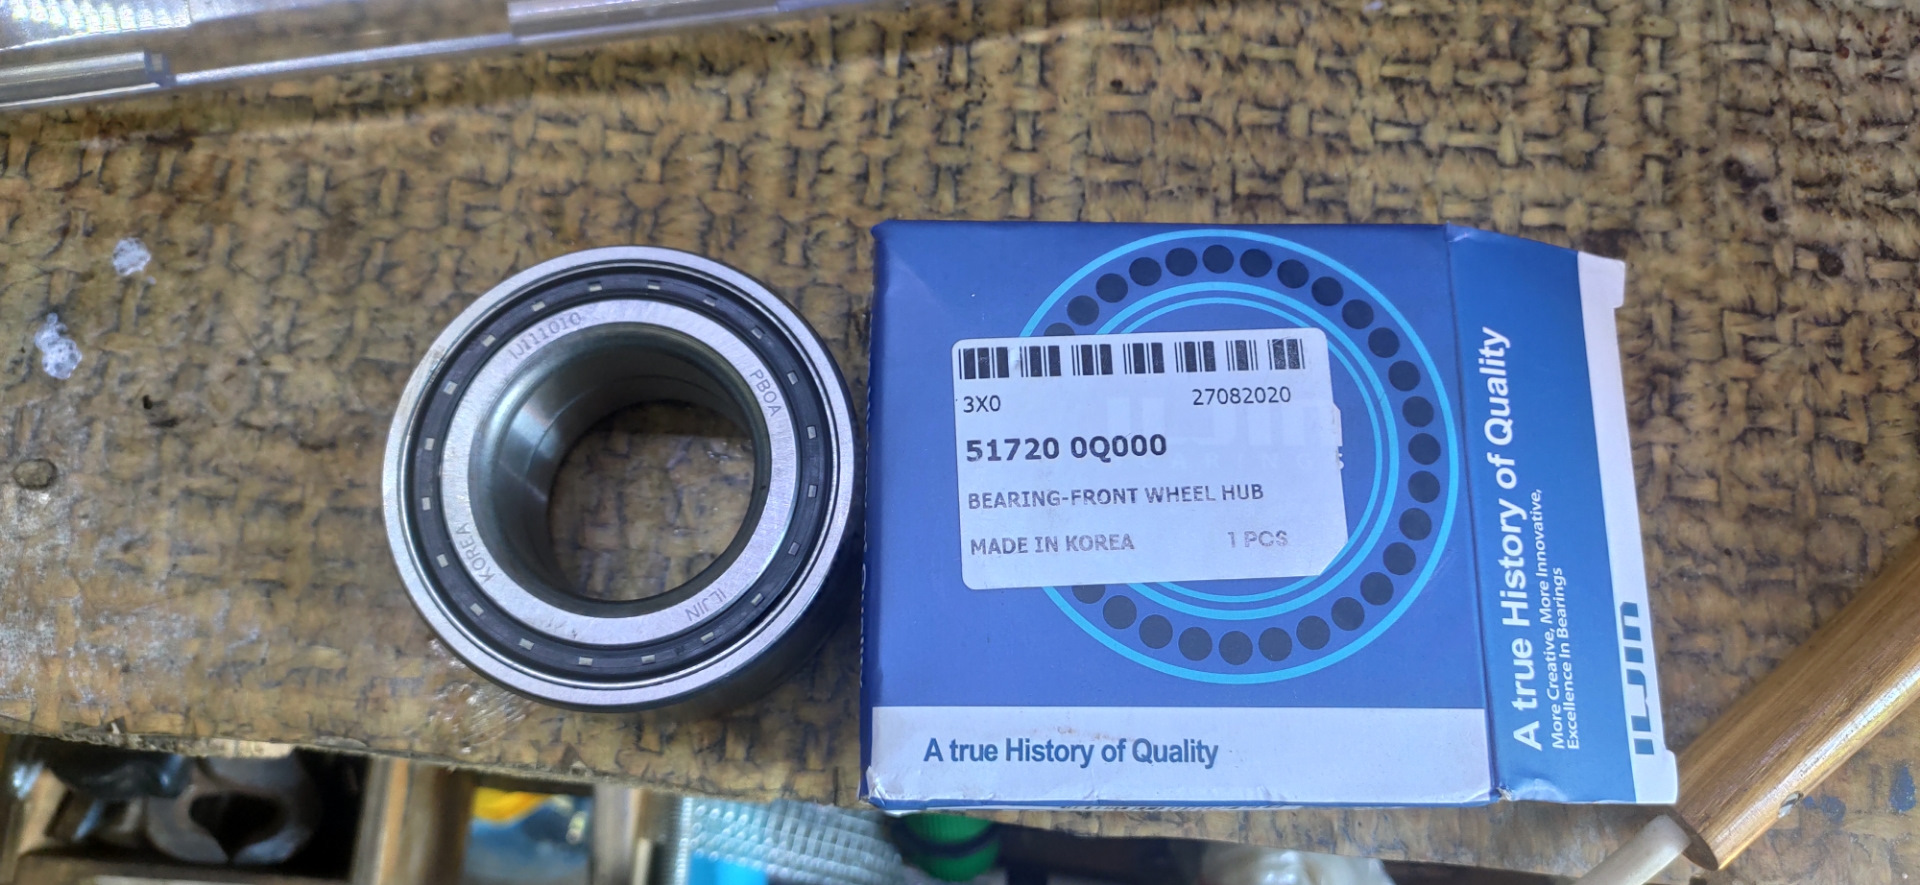 IJ111010
PBOA
KOREA
ILJIN
3X0
27082020
51720 0Q000
BEARING-FRONT WHEEL HUB
MADE IN KOREA
1 PCS
A true History of Quality
A true History of Quality
More Creative, More Innovative,
Excellence in Bearings
ILJIN